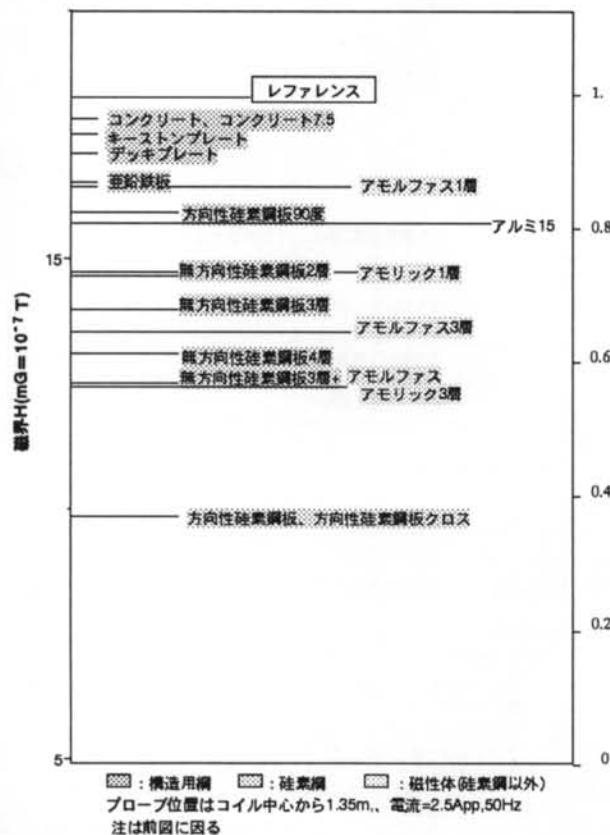 レファレンス
1.
コンクリート、コンクリート7.5
キーストンプレート
デッキプレート
亜鉛鉄板
アモルファス1層
方向性硅素鋼板90度
アルミ15
0.8
15
無方向性硅素鋼板2層
アモリック1層
無方向性硅素鋼板3層
アモルファス3層
無方向性硅素鋼板4層
0.6
無方向性硅素鋼板3層+アモルファス
アモリック3層
磁界H(mG=10⁻⁷ T)
0.4
方向性硅素鋼板、方向性硅素鋼板クロス
0.2
5
0
:構造用綱 :硅素綱 :磁性体(硅素鋼以外)
プローブ位置はコイル中心から1.35m,、電流=2.5App,50Hz
注は前図に因る